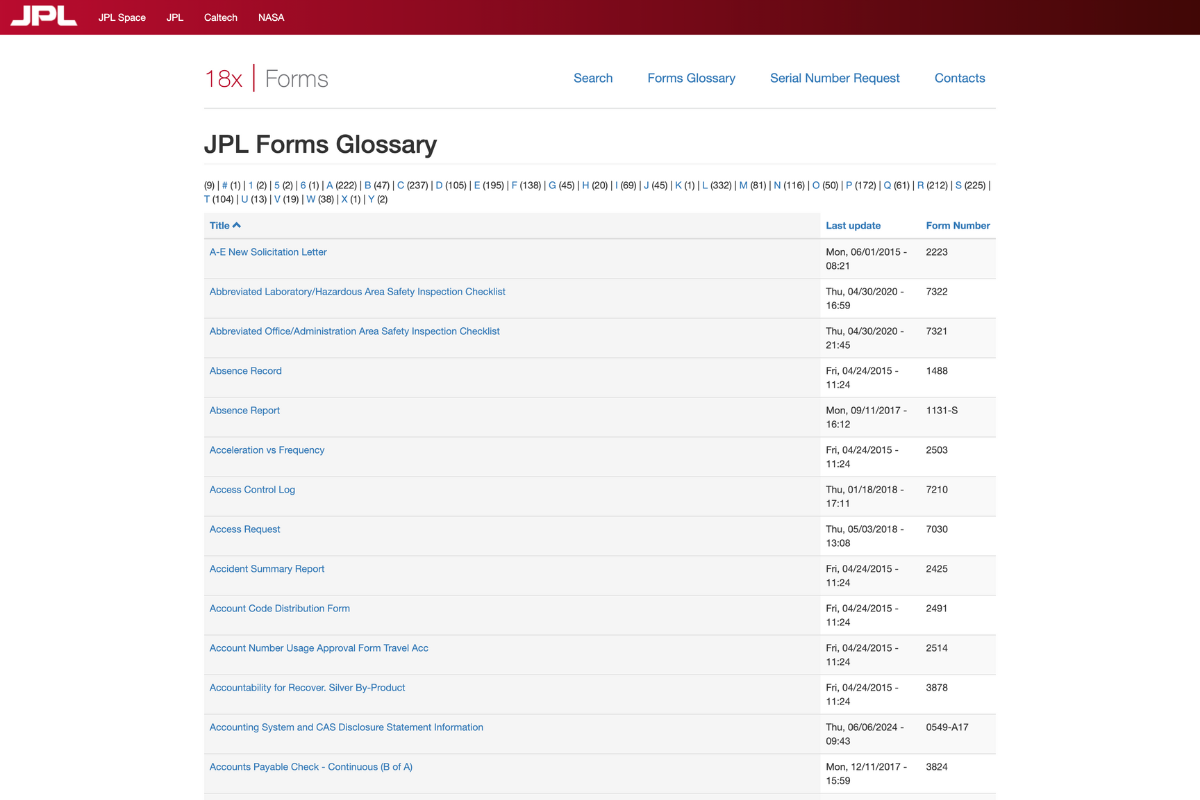 JPL JPL Space JPL Caltech NASA
18x | Forms Search Forms Glossary Serial Number Request Contacts
JPL Forms Glossary
(9) | # (1) | 1 (2) | 5 (2) | 6 (1) | A (222) | B (47) | C (237) | D (105) | E (195) | F (138) | G (45) | H (20) | I (69) | J (45) | K (1) | L (332) | M (81) | N (116) | O (50) | P (172) | Q (61) | R (212) | S (225) |
T (104) | U (13) | V (19) | W (38) | X (1) | Y (2)
Title Last update Form Number
A-E New Solicitation Letter Mon, 06/01/2015 - 2223
08:21
Abbreviated Laboratory/Hazardous Area Safety Inspection Checklist Thu, 04/30/2020 - 7322
16:59
Abbreviated Office/Administration Area Safety Inspection Checklist Thu, 04/30/2020 - 7321
21:45
Absence Record Fri, 04/24/2015 - 1488
11:24
Absence Report Mon, 09/11/2017 - 1131-S
16:12
Acceleration vs Frequency Fri, 04/24/2015 - 2503
11:24
Access Control Log Thu, 01/18/2018 - 7210
17:11
Access Request Thu, 05/03/2018 - 7030
13:08
Accident Summary Report Fri, 04/24/2015 - 2425
11:24
Account Code Distribution Form Fri, 04/24/2015 - 2491
11:24
Account Number Usage Approval Form Travel Acc Fri, 04/24/2015 - 2514
11:24
Accountability for Recover. Silver By-Product Fri, 04/24/2015 - 3878
11:24
Accounting System and CAS Disclosure Statement Information Thu, 06/06/2024 - 0549-A17
09:43
Accounts Payable Check - Continuous (B of A) Mon, 12/11/2017 - 3824
15:59